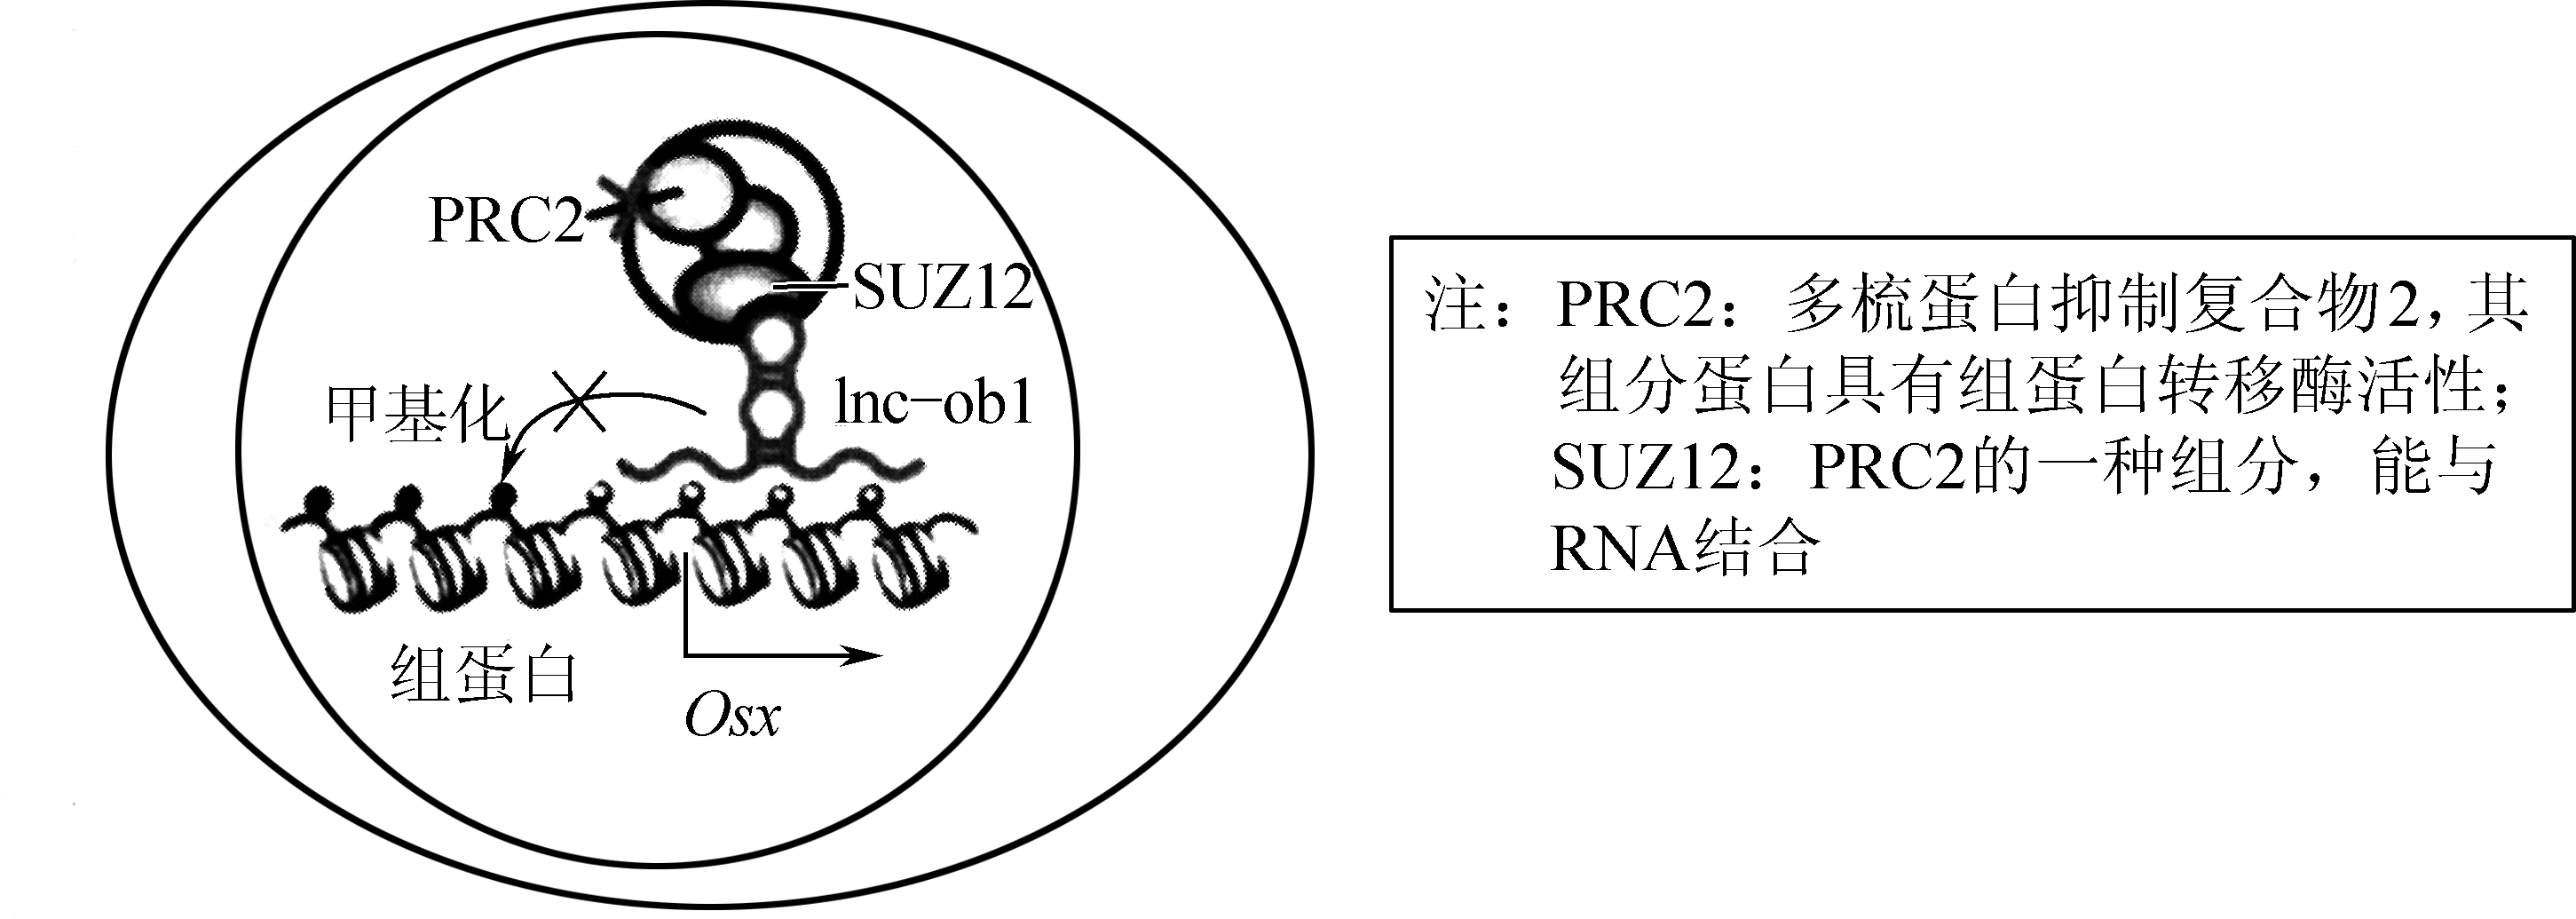 PRC2
SUZ12
甲基化
lnc-ob1
组蛋白
Osx
注：PRC2：多梳蛋白抑制复合物2，其
组分蛋白具有组蛋白转移酶活性；
SUZ12：PRC2的一种组分，能与
RNA结合